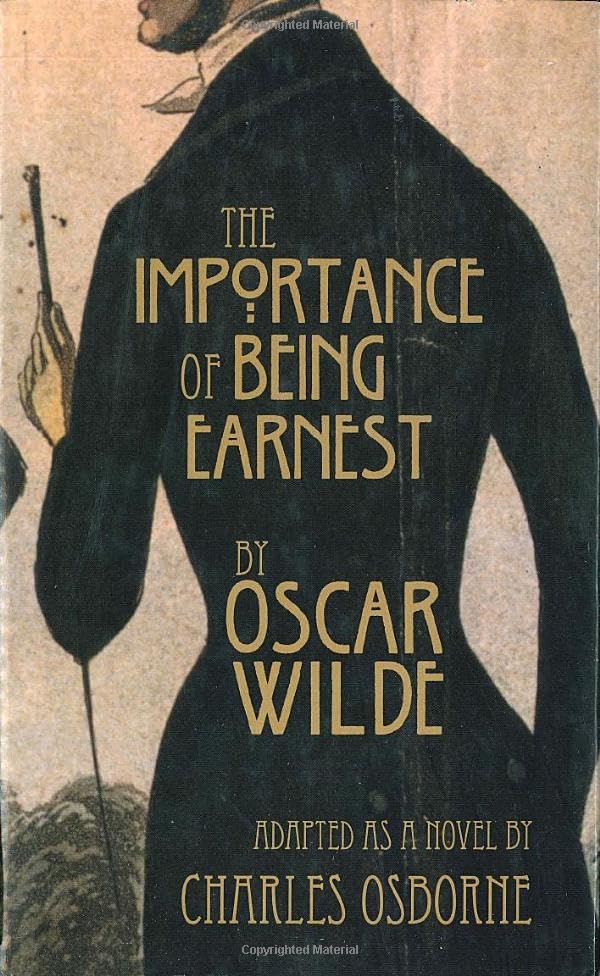 Copyrighted Material
THE
IMPORTANCE
OF BEING
EARNEST
BY
OSCAR
WILDE
ADAPTED AS A NOVEL BY
CHARLES OSBORNE
Copyrighted Material